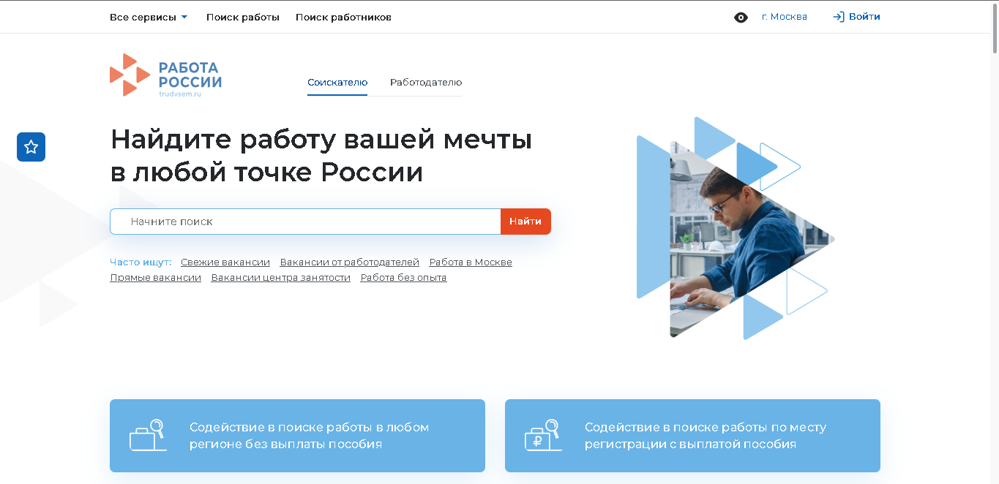 Все сервисы Поиск работы Поиск работников г. Москва Войти
РАБОТА
РОССИИ
trudvsem.ru
Соискателю Работодателю
Найдите работу вашей мечты
в любой точке России
Начните поиск Найти
Часто ищут: Свежие вакансии Вакансии от работодателей Работа в Москве
Прямые вакансии Вакансии центра занятости Работа без опыта
Содействие в поиске работы в любом
регионе без выплаты пособия
Содействие в поиске работы по месту
регистрации с выплатой пособия